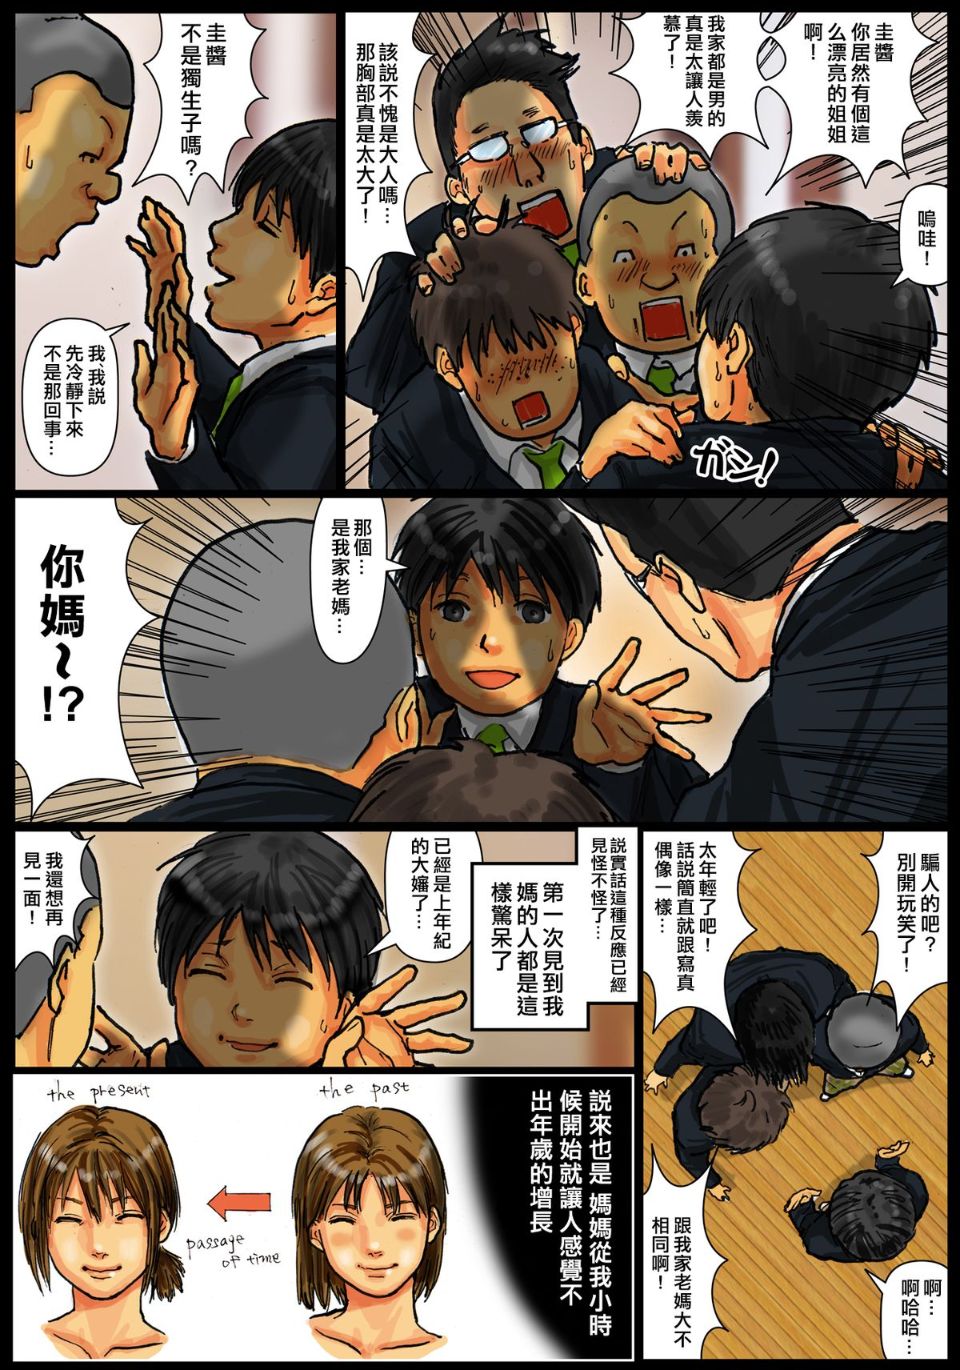 嗚哇！
圭醬
你居然有個這
么漂亮的姐姐
啊！
我家都是男的
真是太讓人羨
慕了！
該説不愧是大人嗎…
那胸部真是太大了！
ガシ！
圭醬
不是獨生子嗎？
我、我説
先冷靜下來
不是那回事…
那個…
是我家老媽…
你媽～!?
騙人的吧？
別開玩笑了！
太年輕了吧！
話説簡直就跟寫真
偶像一樣…
跟我家老媽大不
相同啊！
啊…
啊哈哈…
説實話這種反應已經
見怪不怪了…
第一次見到我
媽的人都是這
樣驚呆了
已經是上年紀
的大嬸了…
我還想再
見一面！
説來也是 媽媽從我小時
候開始就讓人感覺不
出年歲的增長
the past
passage
of time
the present